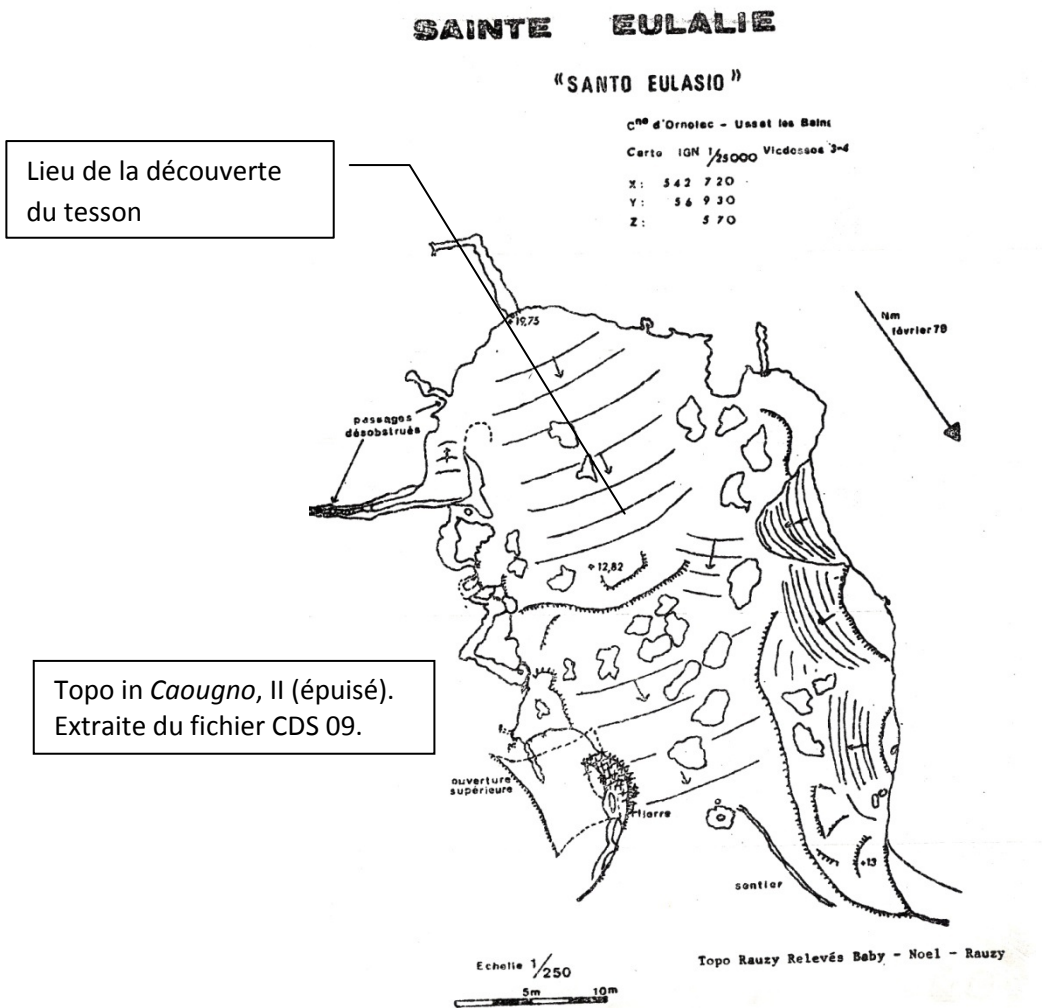 SAINTE EULALIE
"SANTO EULASIO"
Cne d'Ornolac - Ussat les Bains
Carte IGN 1/25000 Vicdessos 3-4
X: 542 720
Y: 56 930
Z: 570
Lieu de la découverte
du tesson
Nm
février 79
+19,75
passages
désobstrués
+12,82
Topo in Caougno, II (épuisé).
Extraite du fichier CDS 09.
ouverture
supérieure
lierre
sentier
+13
Topo Rauzy Relevés Baby - Noel - Rauzy
Echelle 1/250
5m 10m